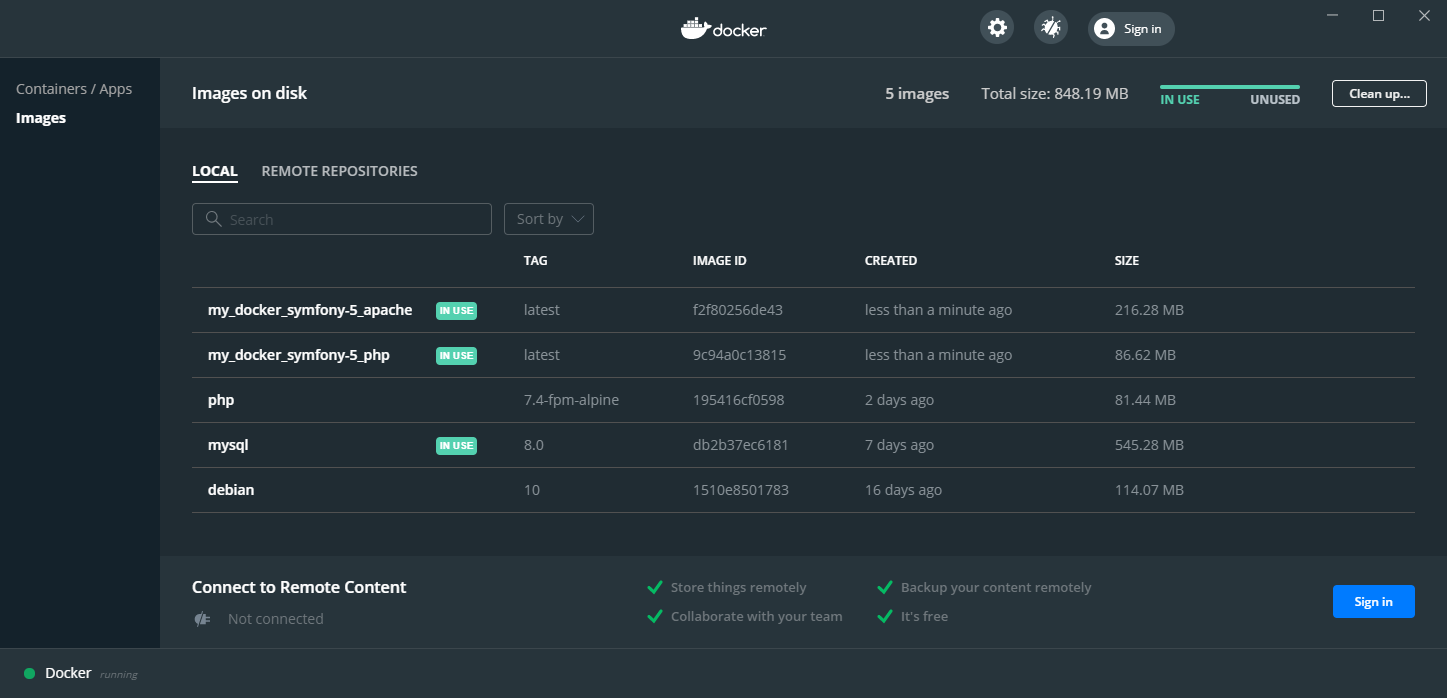 docker
Sign in
Containers / Apps
Images
Images on disk
5 images
Total size: 848.19 MB
IN USE
UNUSED
Clean up...
LOCAL
REMOTE REPOSITORIES
Search
Sort by
TAG IMAGE ID CREATED SIZE
my_docker_symfony-5_apache IN USE latest f2f80256de43 less than a minute ago 216.28 MB
my_docker_symfony-5_php IN USE latest 9c94a0c13815 less than a minute ago 86.62 MB
php 7.4-fpm-alpine 195416cf0598 2 days ago 81.44 MB
mysql IN USE 8.0 db2b37ec6181 7 days ago 545.28 MB
debian 10 1510e8501783 16 days ago 114.07 MB
Connect to Remote Content
Not connected
Store things remotely
Backup your content remotely
Collaborate with your team
It's free
Sign in
Docker running